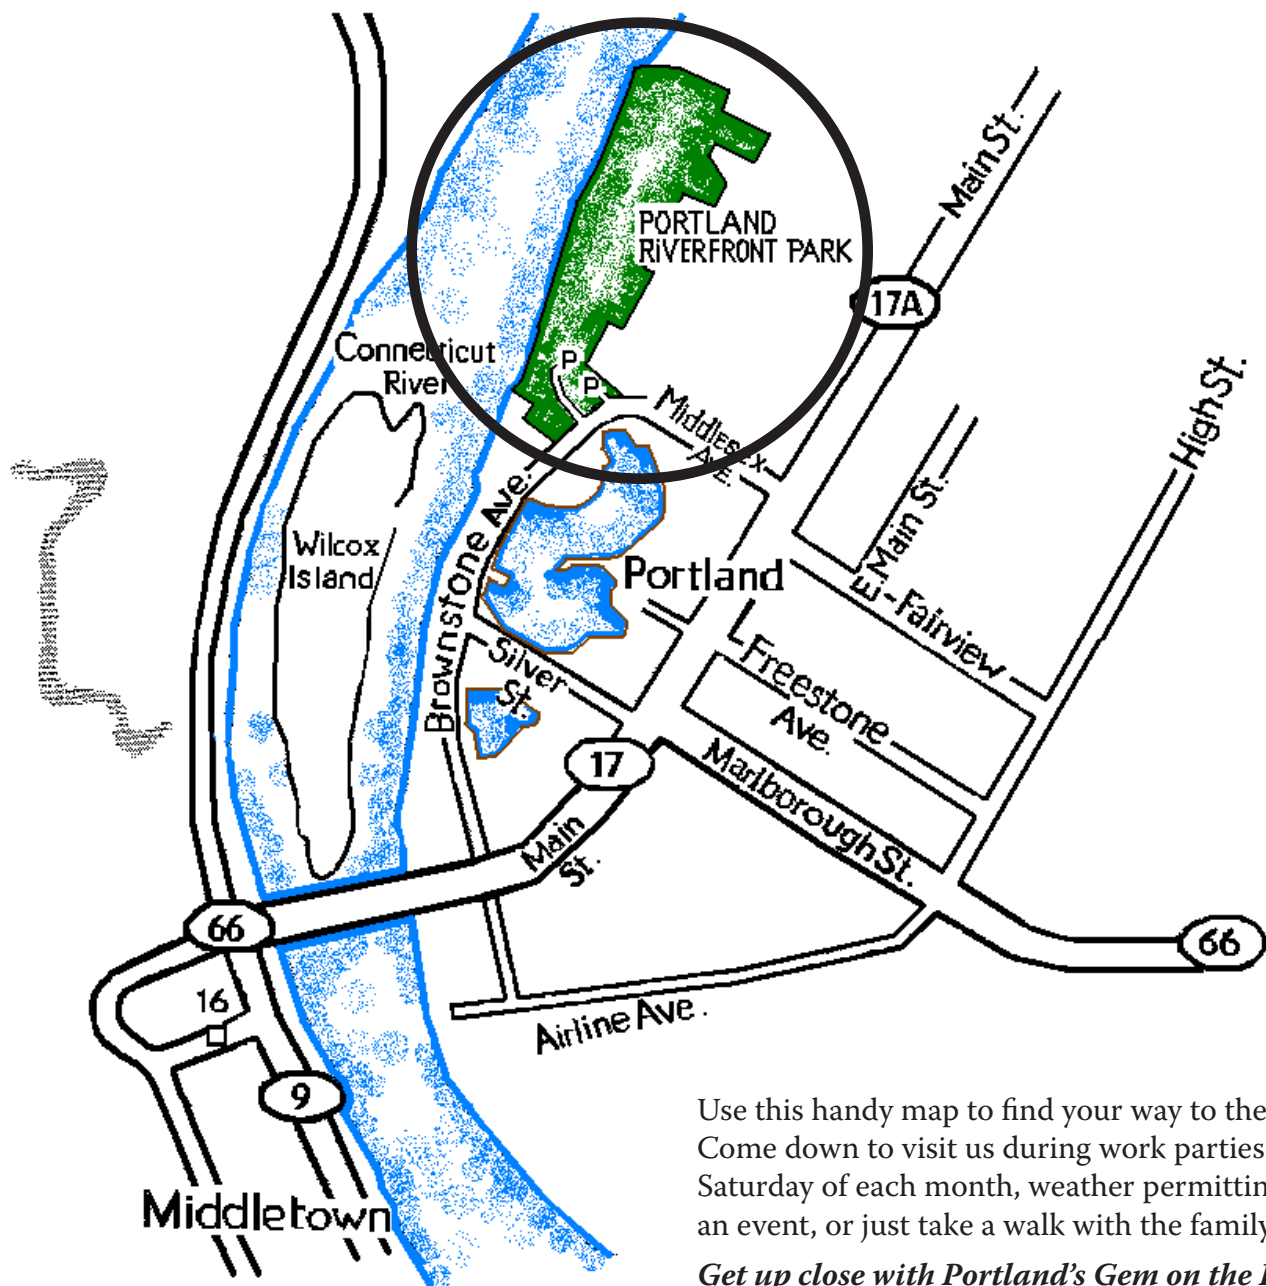 Main St.
PORTLAND
RIVERFRONT PARK
17A
Connecticut
River
P
P
Middlesex
Ave.
High St.
Brownstone Ave.
E. Main St.
Wilcox
Island
Portland
Fairview
Silver
St.
Freestone
Ave.
17
Marlborough St.
Main
St.
66
66
16
Airline Ave.
9
Middletown
Use this handy map to find your way to the
Come down to visit us during work parties
Saturday of each month, weather permittin
an event, or just take a walk with the family
Get up close with Portland's Gem on the